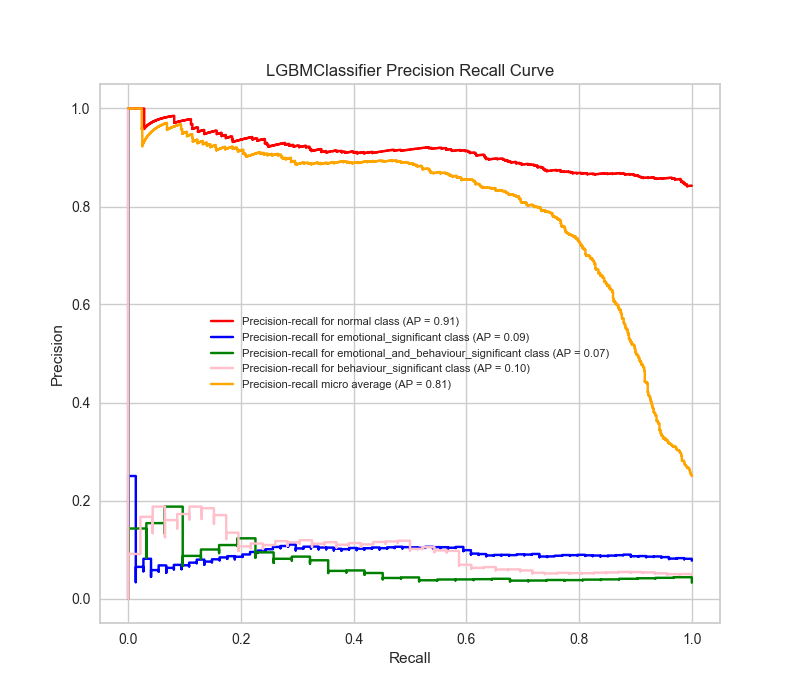 LGBMClassifier Precision Recall Curve
1.0
0.8
0.6
0.4
0.2
0.0
Precision
Precision-recall for normal class (AP = 0.91)
Precision-recall for emotional_significant class (AP = 0.09)
Precision-recall for emotional_and_behaviour_significant class (AP = 0.07)
Precision-recall for behaviour_significant class (AP = 0.10)
Precision-recall micro average (AP = 0.81)
0.0 0.2 0.4 0.6 0.8 1.0
Recall